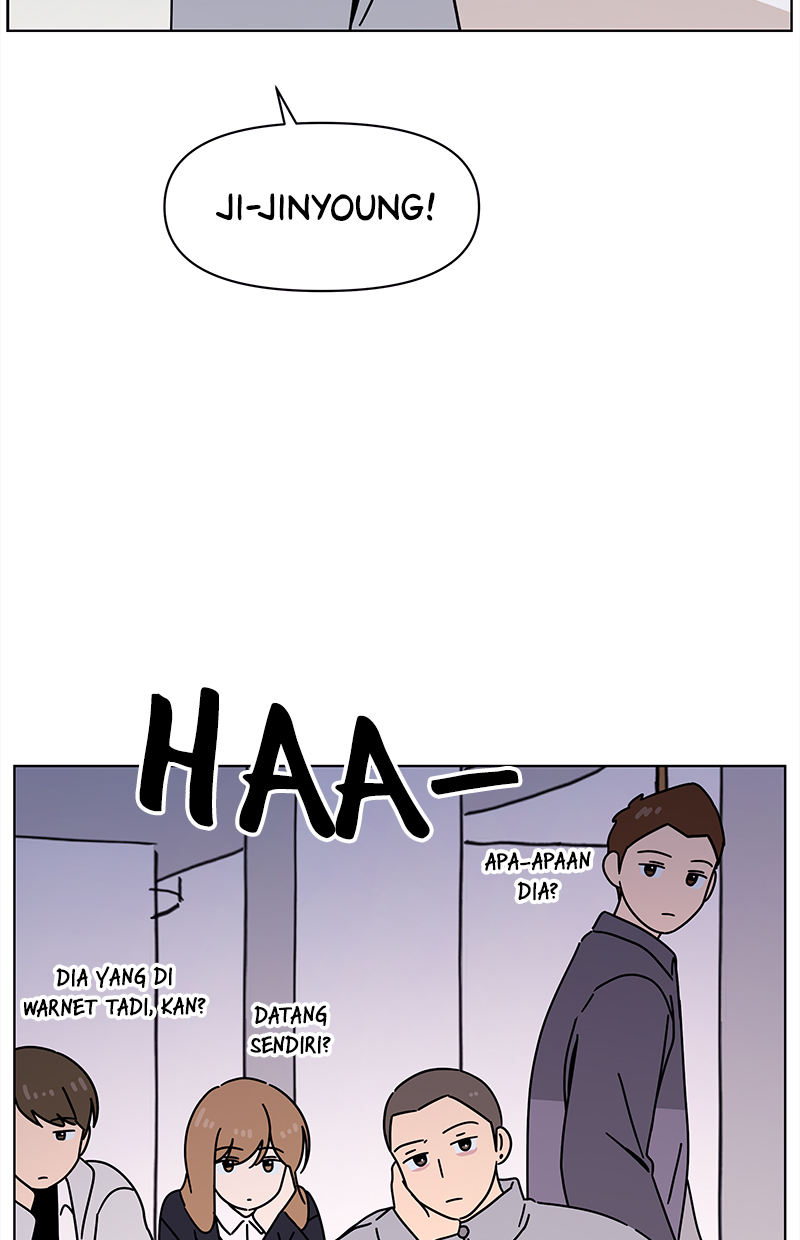 JI-JINYOUNG!
HAA-
APA-APAAN
DIA?
DIA YANG DI
WARNET TADI, KAN?
DATANG
SENDIRI?